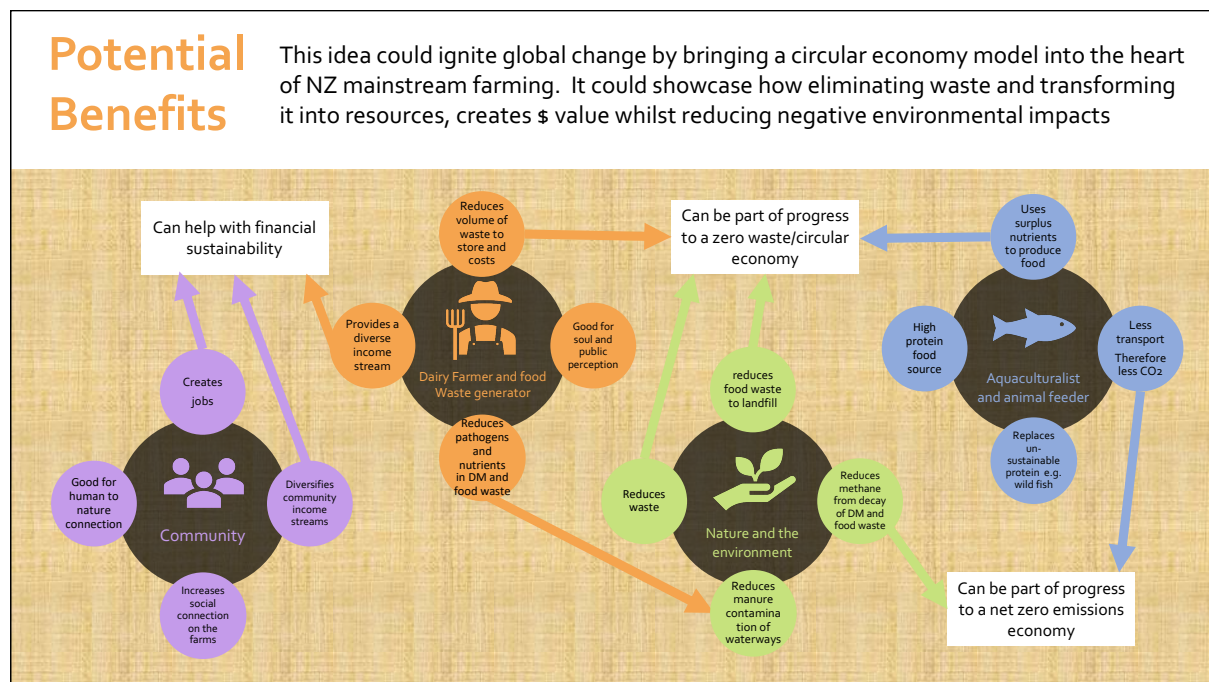 Potential
Benefits
This idea could ignite global change by bringing a circular economy model into the heart
of NZ mainstream farming.  It could showcase how eliminating waste and transforming
it into resources, creates $ value whilst reducing negative environmental impacts
Can help with financial
sustainability
Creates
jobs
Good for
human to
nature
connection
Diversifies
community
income
streams
Community
Increases
social
connection
on the
farms
Reduces
volume of
waste to
store and
costs
Provides a
diverse
income
stream
Good for
soul and
public
perception
Dairy Farmer and food
Waste generator
Reduces
pathogens
and
nutrients
in DM and
food waste
Can be part of progress
to a zero waste/circular
economy
reduces
food waste
to landfill
Reduces
waste
Reduces
methane
from decay
of DM and
food waste
Nature and the
environment
Reduces
manure
contamina
tion of
waterways
Uses
surplus
nutrients
to produce
food
High
protein
food
source
Less
transport
Therefore
less CO2
Aquaculturalist
and animal feeder
Replaces
un-
sustainable
protein e.g.
wild fish
Can be part of progress
to a net zero emissions
economy